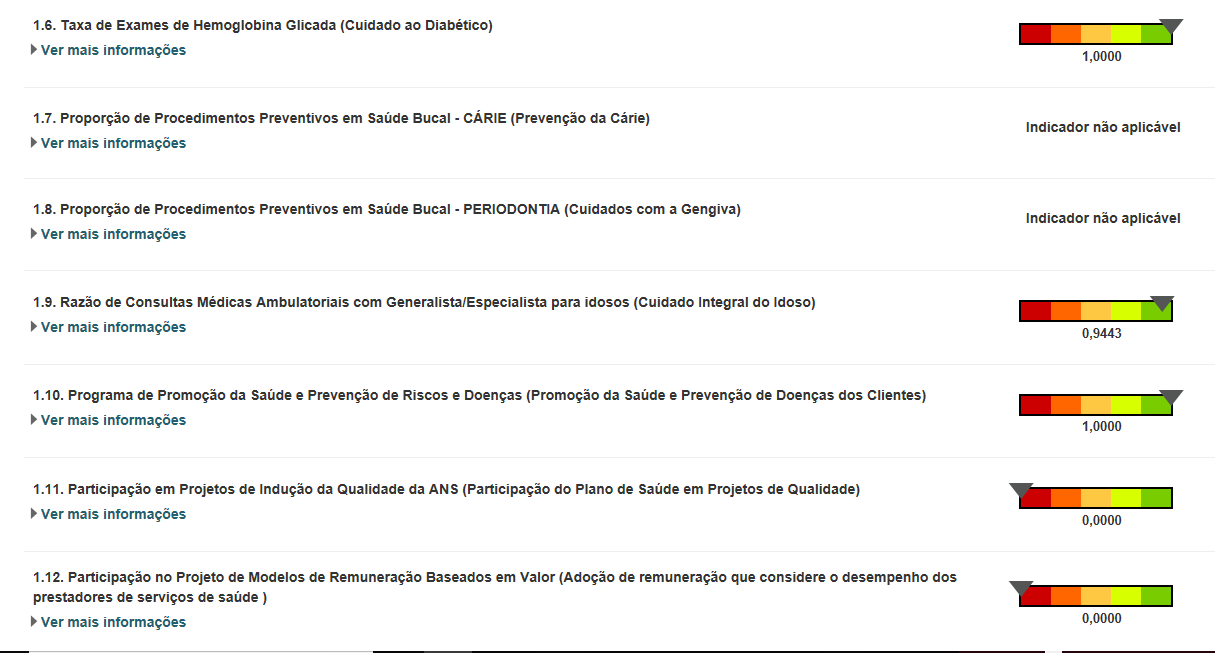 1.6. Taxa de Exames de Hemoglobina Glicada (Cuidado ao Diabético)
Ver mais informações
1,0000
1.7. Proporção de Procedimentos Preventivos em Saúde Bucal - CÁRIE (Prevenção da Cárie)
Ver mais informações
Indicador não aplicável
1.8. Proporção de Procedimentos Preventivos em Saúde Bucal - PERIODONTIA (Cuidados com a Gengiva)
Ver mais informações
Indicador não aplicável
1.9. Razão de Consultas Médicas Ambulatoriais com Generalista/Especialista para idosos (Cuidado Integral do Idoso)
Ver mais informações
0,9443
1.10. Programa de Promoção da Saúde e Prevenção de Riscos e Doenças (Promoção da Saúde e Prevenção de Doenças dos Clientes)
Ver mais informações
1,0000
1.11. Participação em Projetos de Indução da Qualidade da ANS (Participação do Plano de Saúde em Projetos de Qualidade)
Ver mais informações
0,0000
1.12. Participação no Projeto de Modelos de Remuneração Baseados em Valor (Adoção de remuneração que considere o desempenho dos
prestadores de serviços de saúde )
Ver mais informações
0,0000